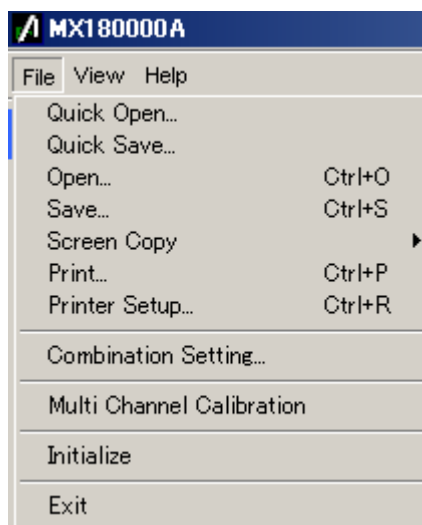 MX180000A
File View Help
Quick Open...
Quick Save...
Open... Ctrl+O
Save... Ctrl+S
Screen Copy
Print... Ctrl+P
Printer Setup... Ctrl+R
Combination Setting...
Multi Channel Calibration
Initialize
Exit